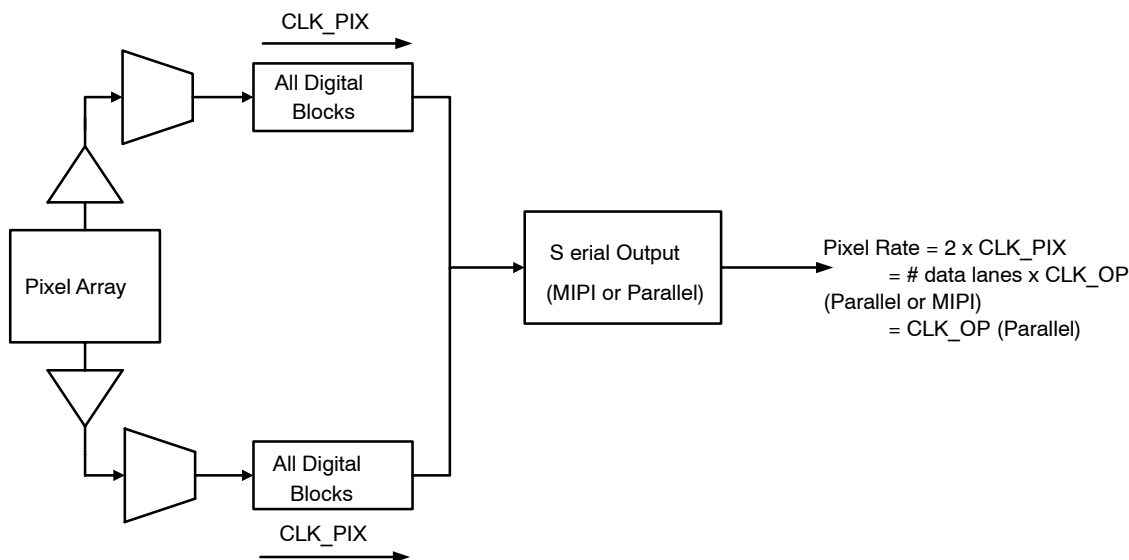 CLK_PIX
All Digital
Blocks
Pixel Array
S erial Output
(MIPI or Parallel)
Pixel Rate = 2 x CLK_PIX
= # data lanes x CLK_OP
(Parallel or MIPI)
= CLK_OP (Parallel)
All Digital
Blocks
CLK_PIX